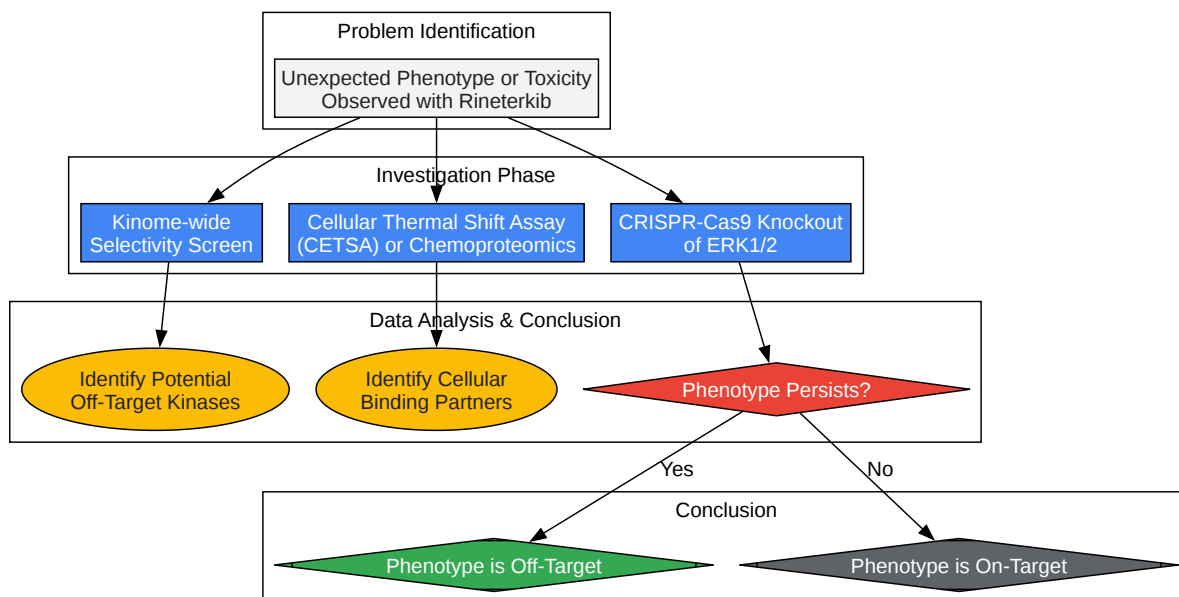 Problem Identification
Unexpected Phenotype or Toxicity
Observed with Rineterkib
Investigation Phase
Kinome-wide
Selectivity Screen
Cellular Thermal Shift Assay
(CETSA) or Chemoproteomics
CRISPR-Cas9 Knockout
of ERK1/2
Data Analysis & Conclusion
Identify Potential
Off-Target Kinases
Identify Cellular
Binding Partners
Phenotype Persists?
Yes
No
Conclusion
Phenotype is Off-Target
Phenotype is On-Target